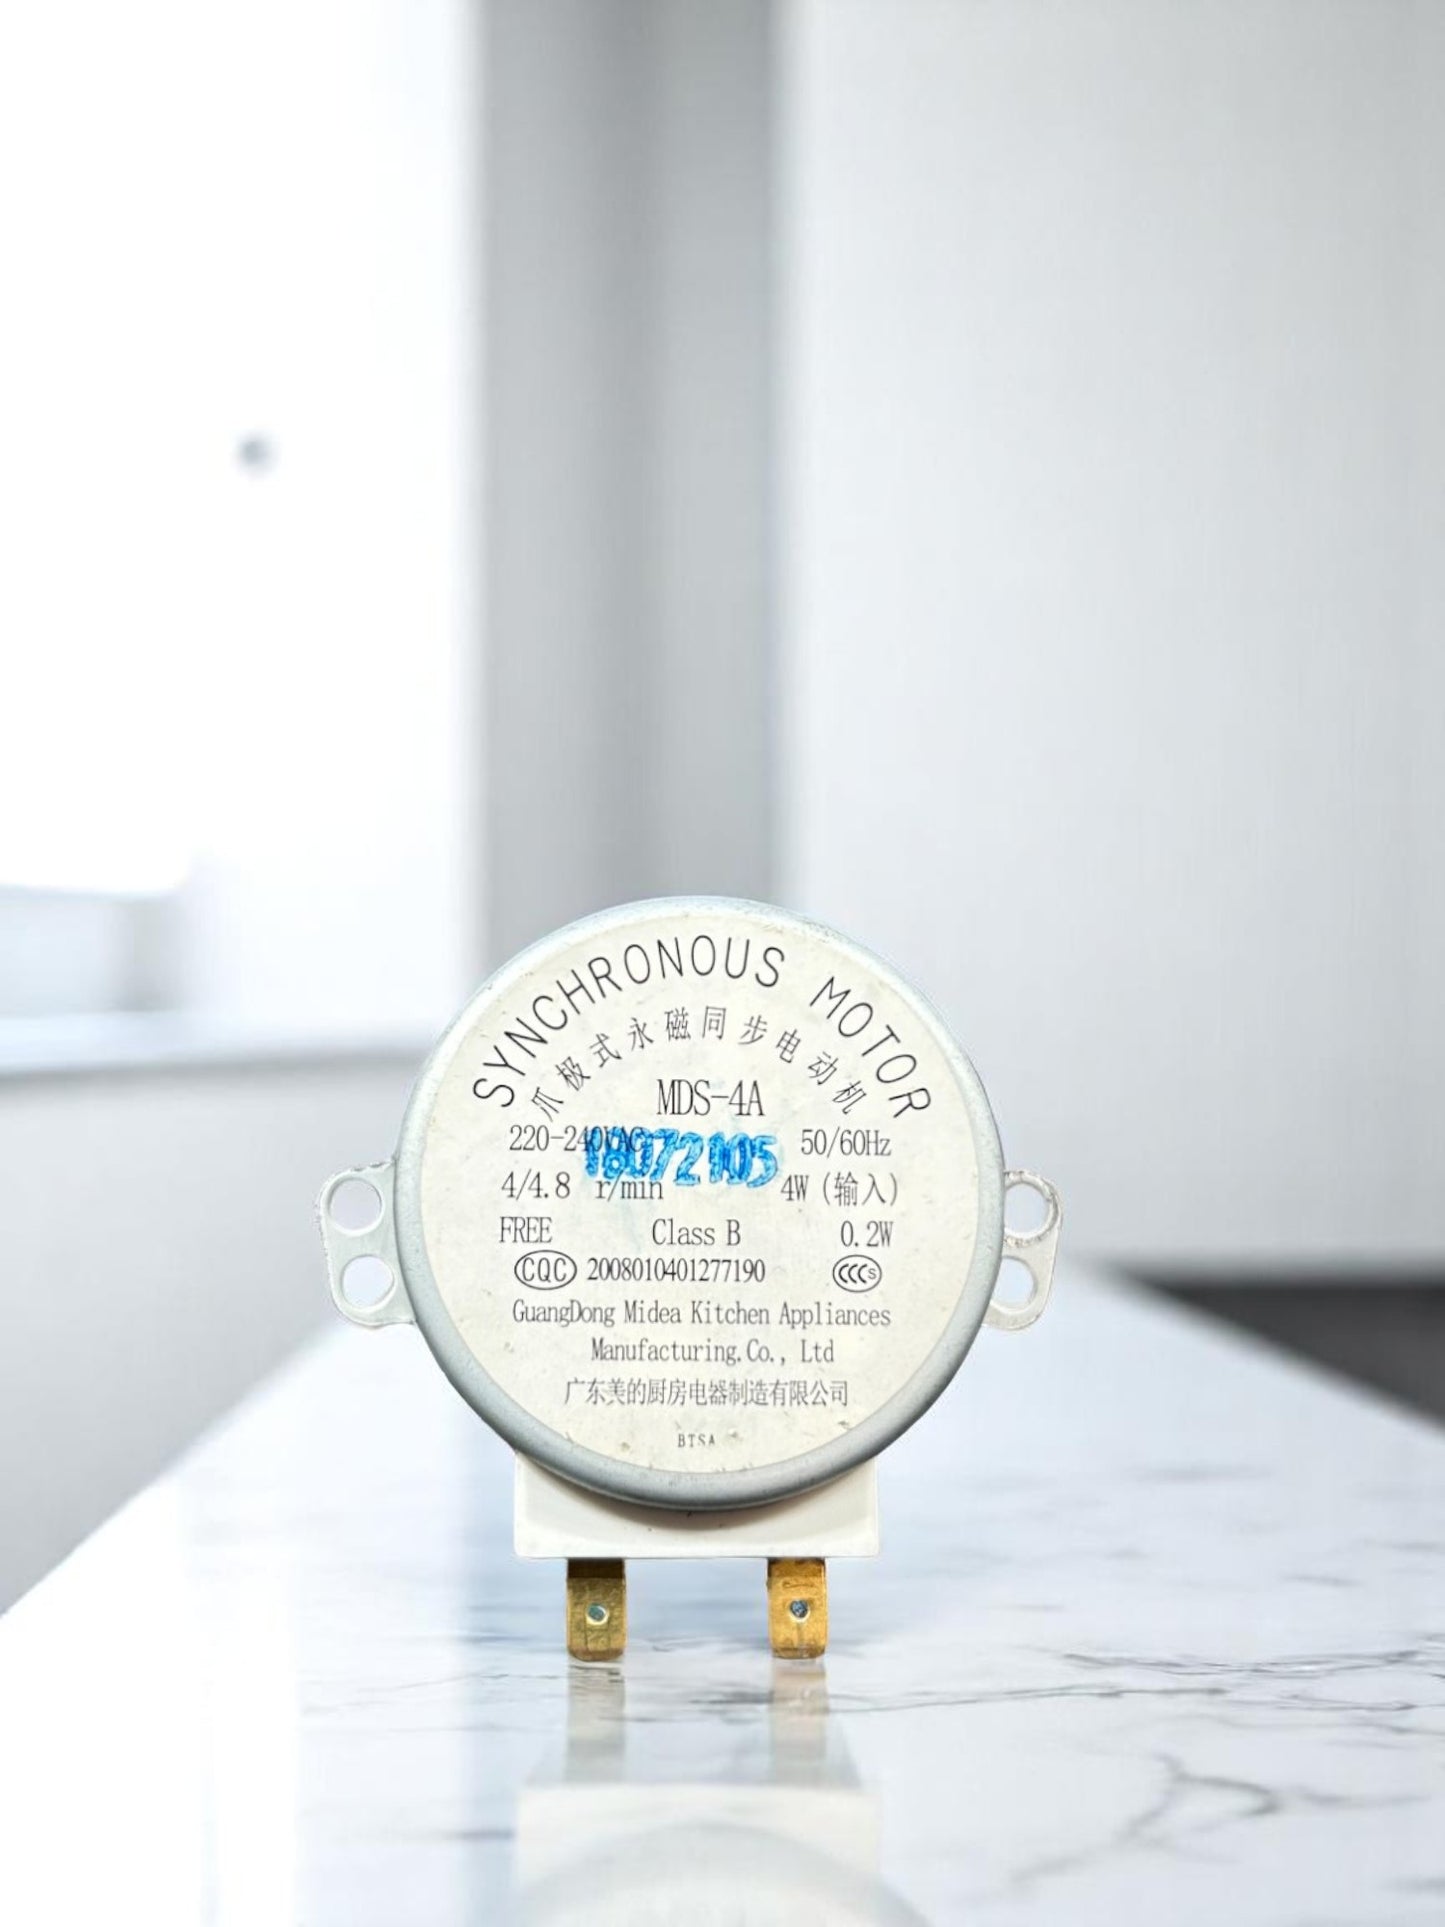 SYNCHRONOUS MOTOR
爪极式永磁同步电动机
MDS-4A
220-240VAC 50/60Hz
18072105
4/4.8 r/min 4W (输入)
FREE Class B 0.2W
CQC 2008010401277190 CCCS
GuangDong Midea Kitchen Appliances
Manufacturing.Co., Ltd
广东美的厨房电器制造有限公司
BTSA